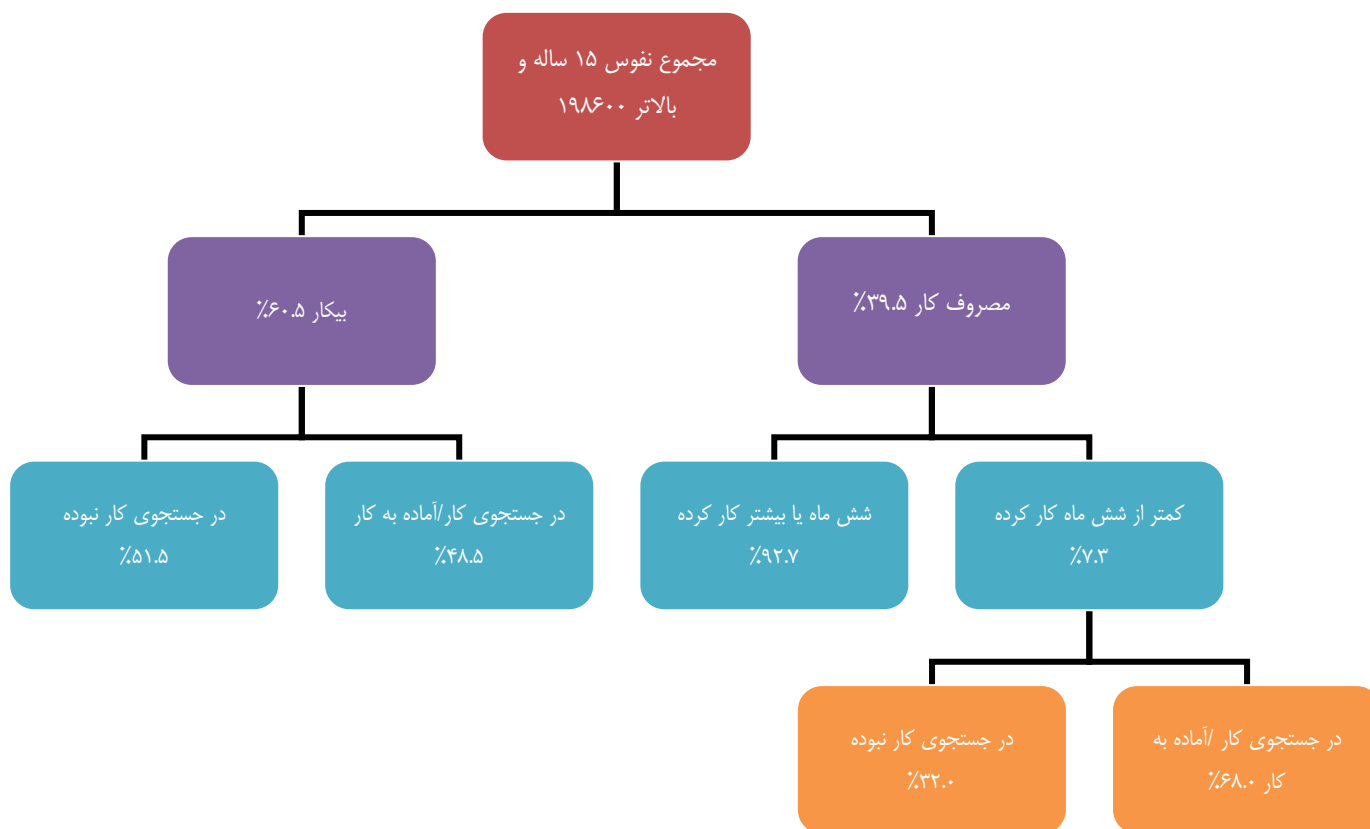 مجموع نفوس ۱۵ ساله و
بالاتر ۱۹۸۶۰۰
مصروف کار ۳۹.۵%
بیکار ۶۰.۵%
کمتر از شش ماه کار کرده
۷.۳%
شش ماه یا بیشتر کار کرده
۹۲.۷%
در جستجوی کار/آماده به کار
۴۸.۵%
در جستجوی کار نبوده
۵۱.۵%
در جستجوی کار /آماده به
کار ۶۸.۰%
در جستجوی کار نبوده
۳۲.۰%